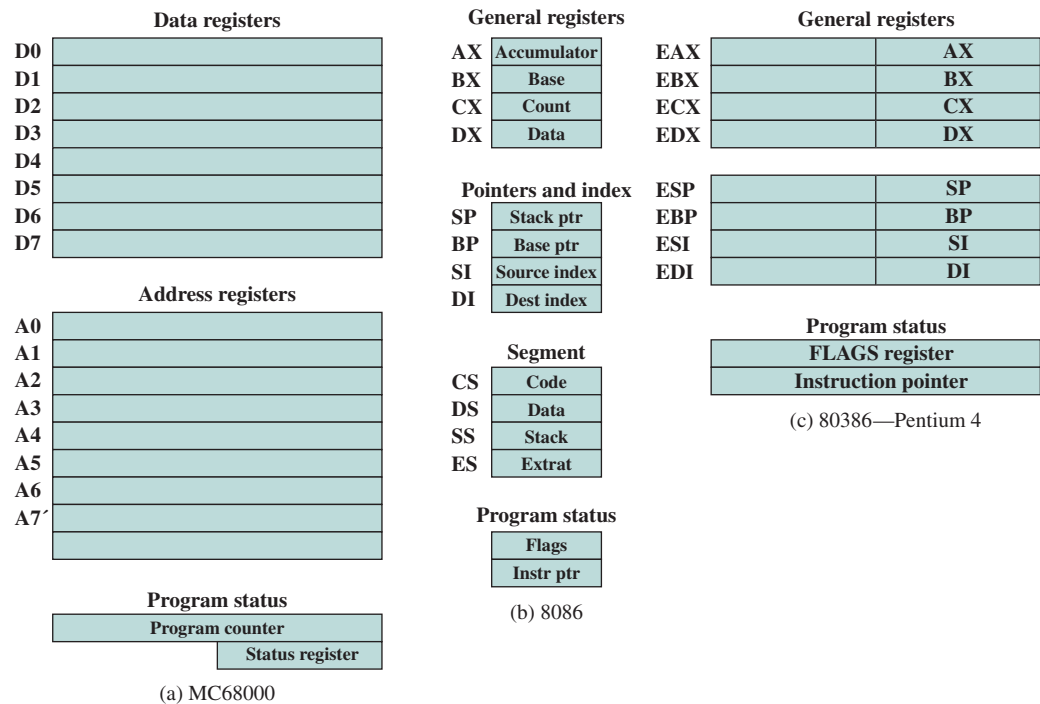 Data registers
D0
D1
D2
D3
D4
D5
D6
D7
Address registers
A0
A1
A2
A3
A4
A5
A6
A7´
Program status
Program counter
Status register
(a) MC68000
General registers
AX Accumulator
BX Base
CX Count
DX Data
Pointers and index
SP Stack ptr
BP Base ptr
SI Source index
DI Dest index
Segment
CS Code
DS Data
SS Stack
ES Extrat
Program status
Flags
Instr ptr
(b) 8086
General registers
EAX AX
EBX BX
ECX CX
EDX DX
ESP SP
EBP BP
ESI SI
EDI DI
Program status
FLAGS register
Instruction pointer
(c) 80386—Pentium 4